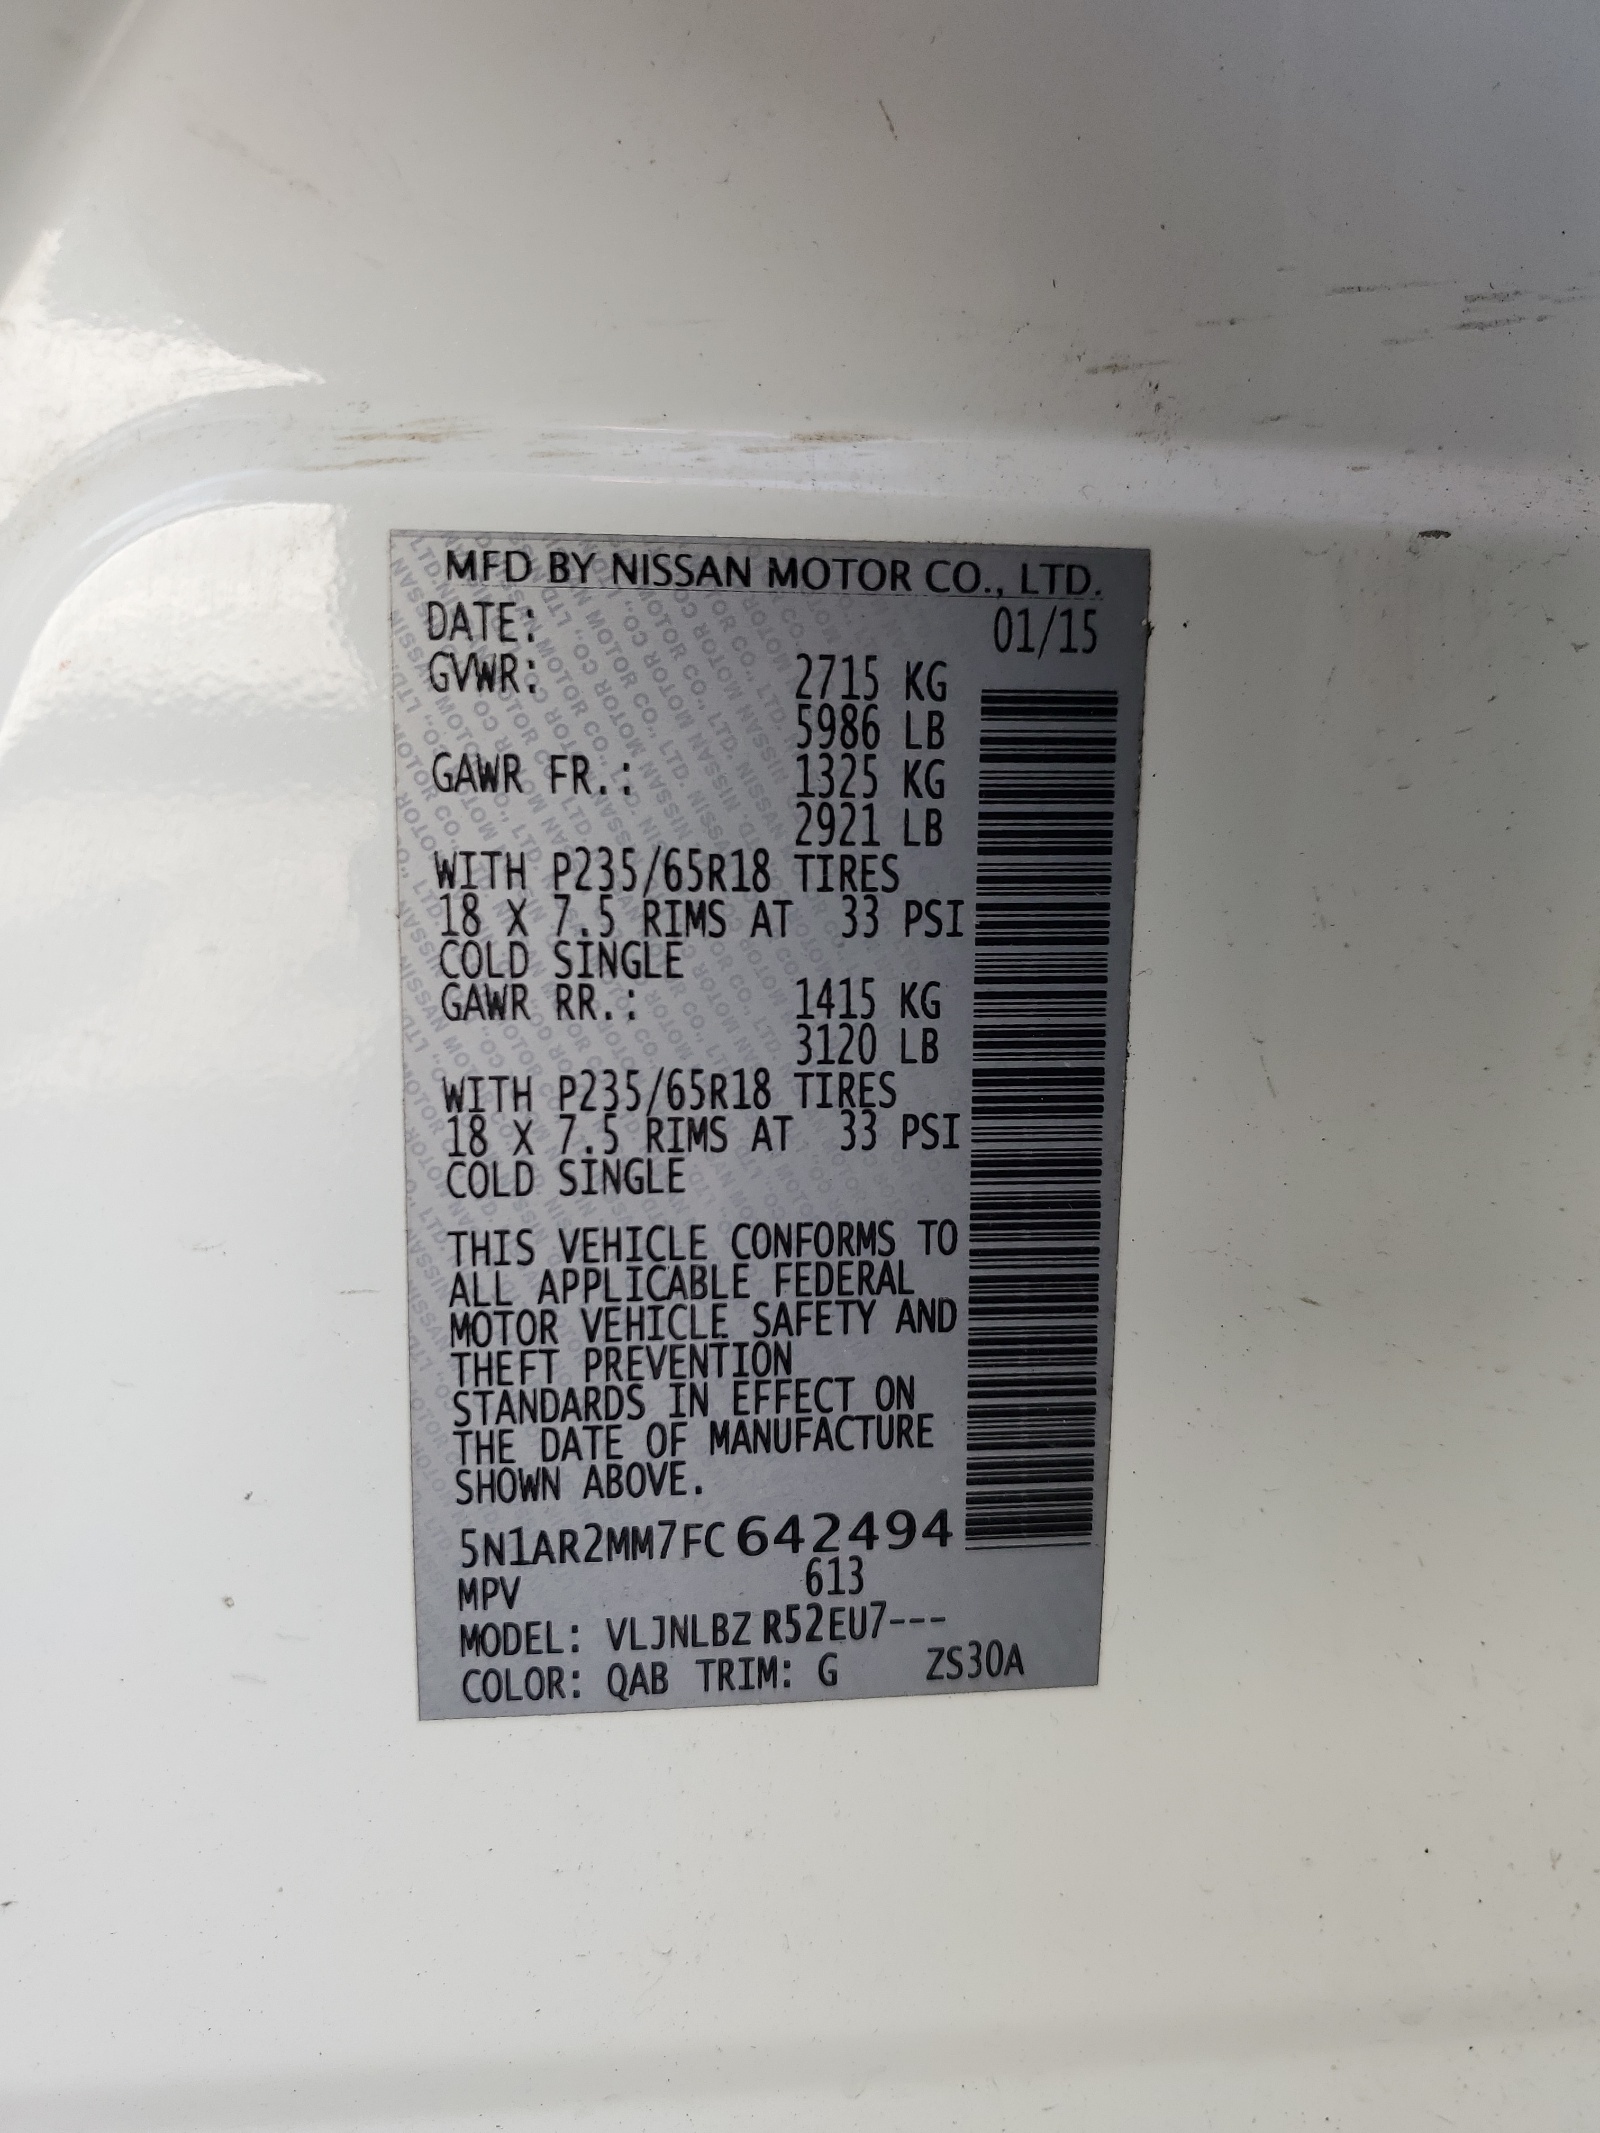 MFD BY NISSAN MOTOR CO., LTD.
DATE: 01/15
GVWR: 2715 KG
5986 LB
GAWR FR.: 1325 KG
2921 LB
WITH P235/65R18 TIRES
18 X 7.5 RIMS AT 33 PSI
COLD SINGLE
GAWR RR.: 1415 KG
3120 LB
WITH P235/65R18 TIRES
18 X 7.5 RIMS AT 33 PSI
COLD SINGLE
THIS VEHICLE CONFORMS TO
ALL APPLICABLE FEDERAL
MOTOR VEHICLE SAFETY AND
THEFT PREVENTION
STANDARDS IN EFFECT ON
THE DATE OF MANUFACTURE
SHOWN ABOVE.
5N1AR2MM7FC642494
MPV 613
MODEL: VLJNLBZ R52EU7---
COLOR: QAB TRIM: G ZS30A